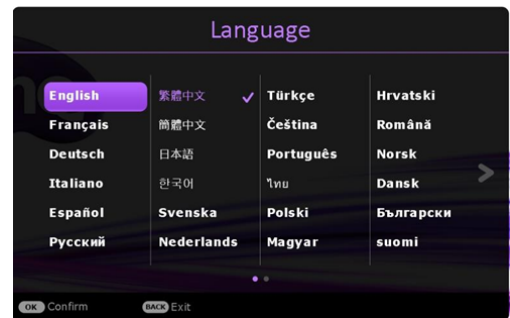 Language
English
Français
Deutsch
Italiano
Español
Русский
繁體中文
簡體中文
日本語
한국어
Svenska
Nederlands
Türkçe
Čeština
Português
ไทย
Polski
Magyar
Hrvatski
Română
Norsk
Dansk
Български
suomi
OK Confirm
BACK Exit